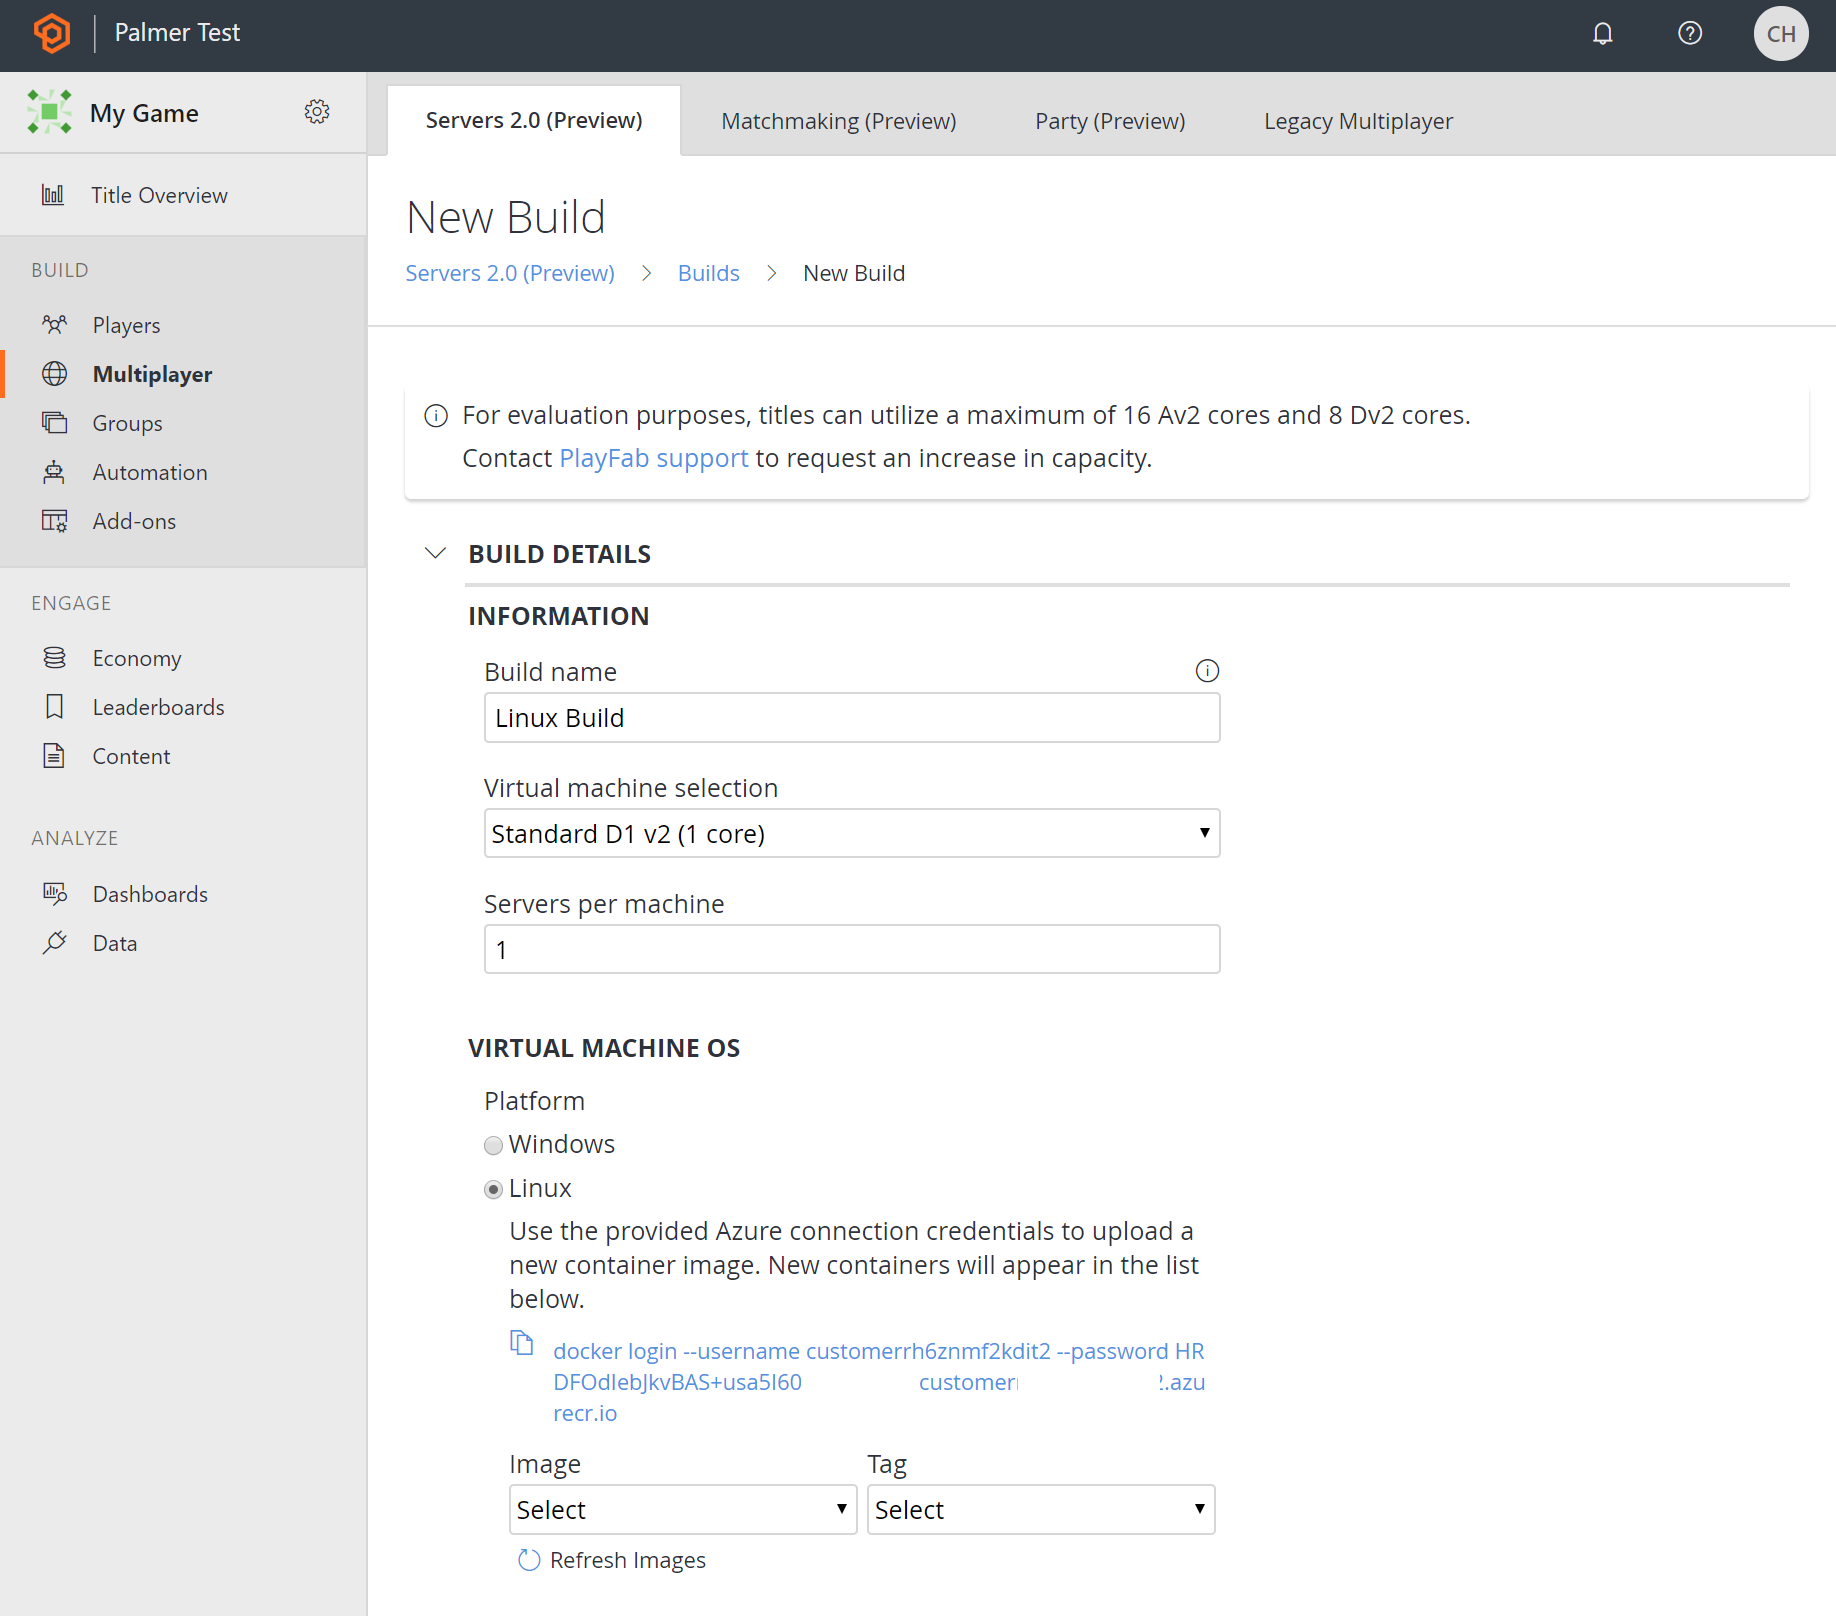 Palmer Test
CH
My Game
Title Overview
BUILD
Players
Multiplayer
Groups
Automation
Add-ons
ENGAGE
Economy
Leaderboards
Content
ANALYZE
Dashboards
Data
Servers 2.0 (Preview)
Matchmaking (Preview)
Party (Preview)
Legacy Multiplayer
New Build
Servers 2.0 (Preview) > Builds > New Build
For evaluation purposes, titles can utilize a maximum of 16 Av2 cores and 8 Dv2 cores.
Contact PlayFab support to request an increase in capacity.
BUILD DETAILS
INFORMATION
Build name
Linux Build
Virtual machine selection
Standard D1 v2 (1 core)
Servers per machine
1
VIRTUAL MACHINE OS
Platform
Windows
Linux
Use the provided Azure connection credentials to upload a
new container image. New containers will appear in the list
below.
docker login --username customerrh6znmf2kdit2 --password HR
DFOdIebJkvBAS+usa5I60 customer 2.azu
recr.io
Image Tag
Select Select
Refresh Images